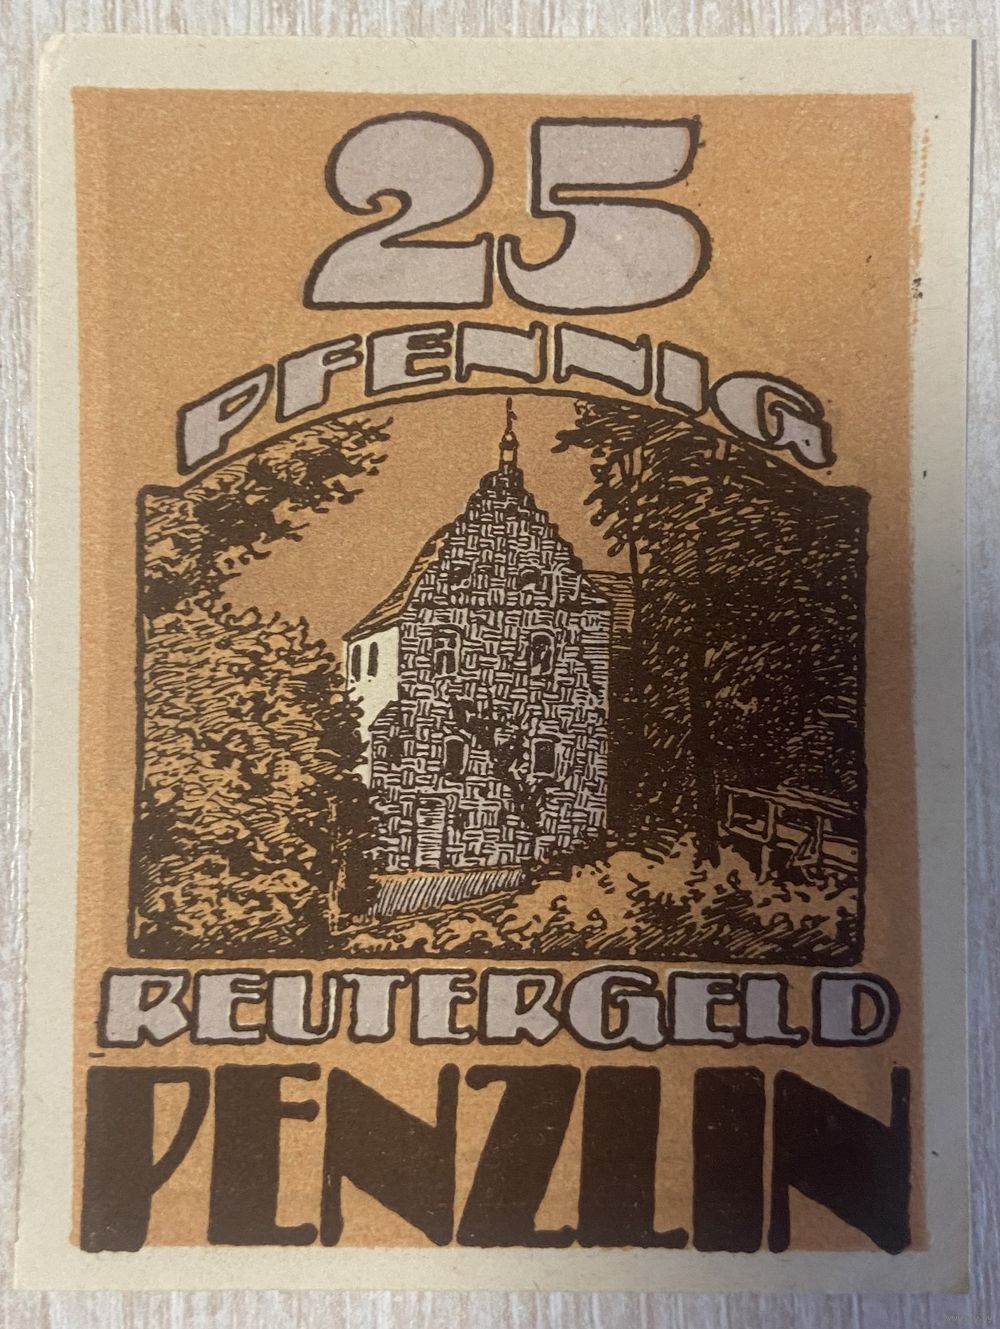 25
PFENNIG
REUTERGELD
PENZLIN